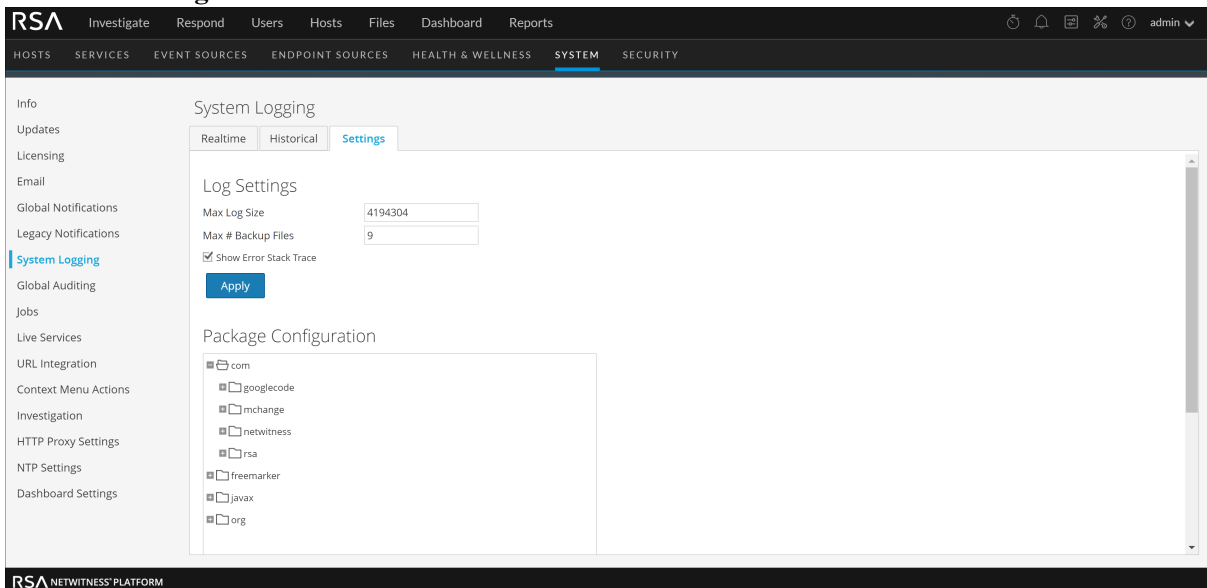 RSA Investigate Respond Users Hosts Files Dashboard Reports admin
HOSTS SERVICES EVENT SOURCES ENDPOINT SOURCES HEALTH & WELLNESS SYSTEM SECURITY
Info
Updates
Licensing
Email
Global Notifications
Legacy Notifications
System Logging
Global Auditing
Jobs
Live Services
URL Integration
Context Menu Actions
Investigation
HTTP Proxy Settings
NTP Settings
Dashboard Settings
System Logging
Realtime Historical Settings
Log Settings
Max Log Size 4194304
Max # Backup Files 9
Show Error Stack Trace
Apply
Package Configuration
com
googlecode
mchange
netwitness
rsa
freemarker
javax
org
RSA NETWITNESS® PLATFORM